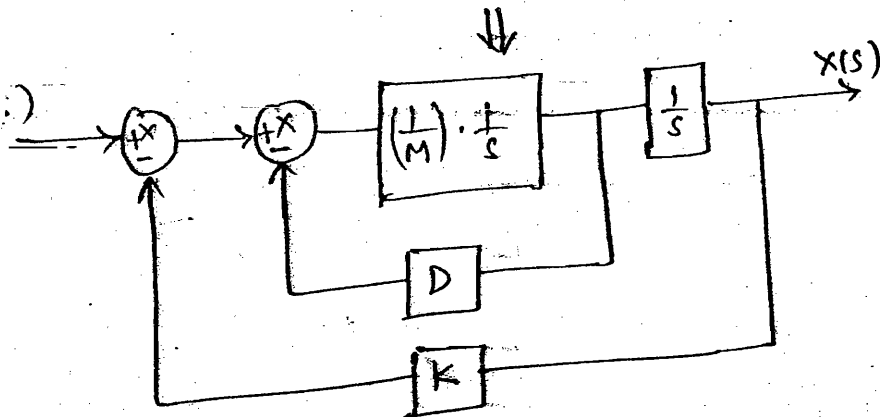 X(S)
:)
+ + (1/M) · 1/S 1/S
- -
D
K